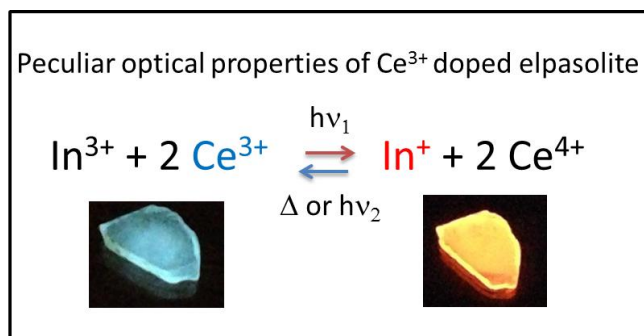 Peculiar optical properties of Ce³⁺ doped elpasolite
hν₁
In³⁺ + 2 Ce³⁺ In⁺ + 2 Ce⁴⁺
Δ or hν₂